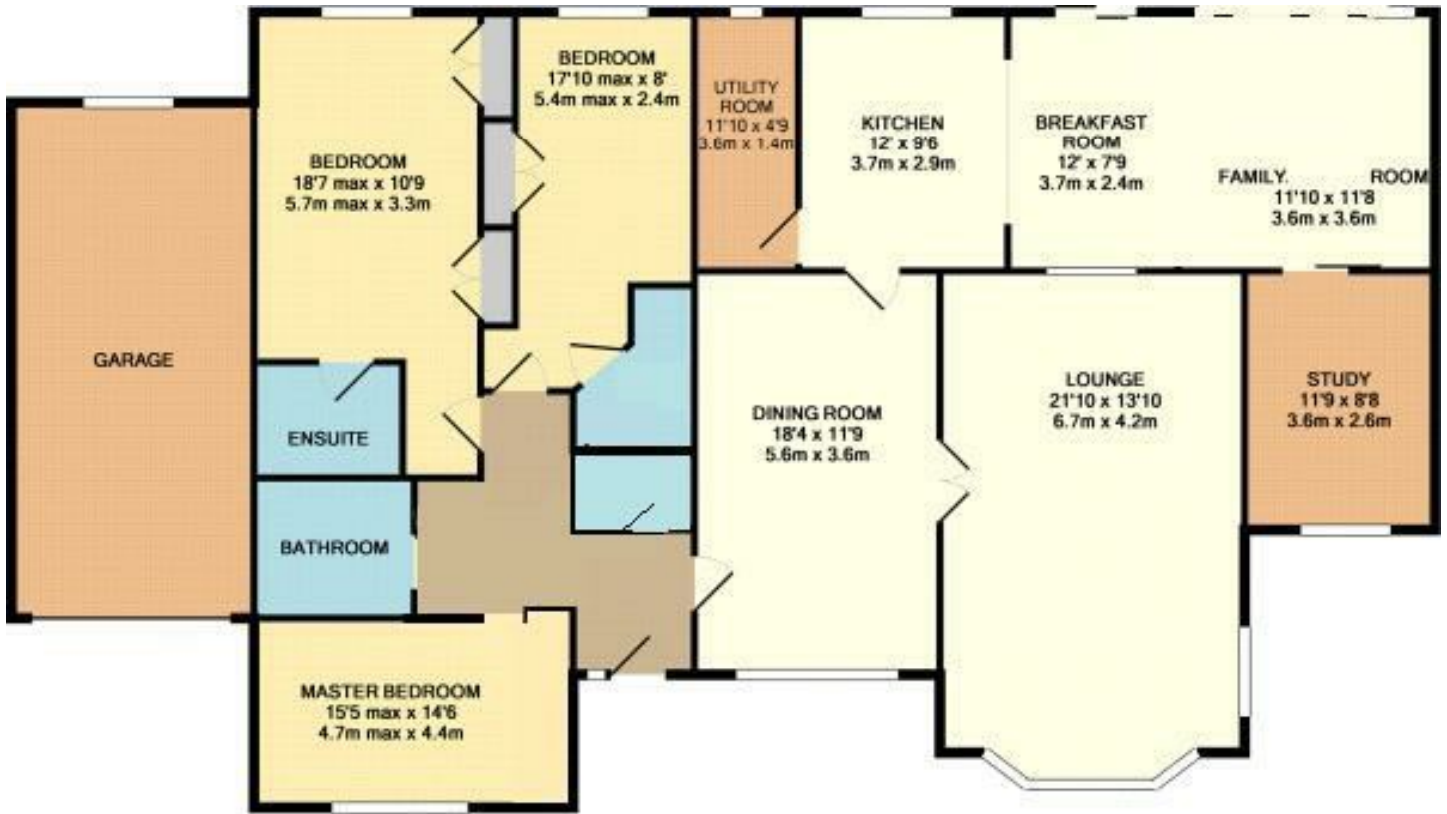 BEDROOM
17'10 max x 8'
5.4m max x 2.4m
UTILITY
ROOM
11'10 x 4'9
3.6m x 1.4m
KITCHEN
12' x 9'6
3.7m x 2.9m
BREAKFAST
ROOM
12' x 7'9
3.7m x 2.4m
FAMILY. ROOM
11'10 x 11'8
3.6m x 3.6m
BEDROOM
18'7 max x 10'9
5.7m max x 3.3m
GARAGE
ENSUITE
DINING ROOM
18'4 x 11'9
5.6m x 3.6m
LOUNGE
21'10 x 13'10
6.7m x 4.2m
STUDY
11'9 x 8'8
3.6m x 2.6m
BATHROOM
MASTER BEDROOM
15'5 max x 14'6
4.7m max x 4.4m